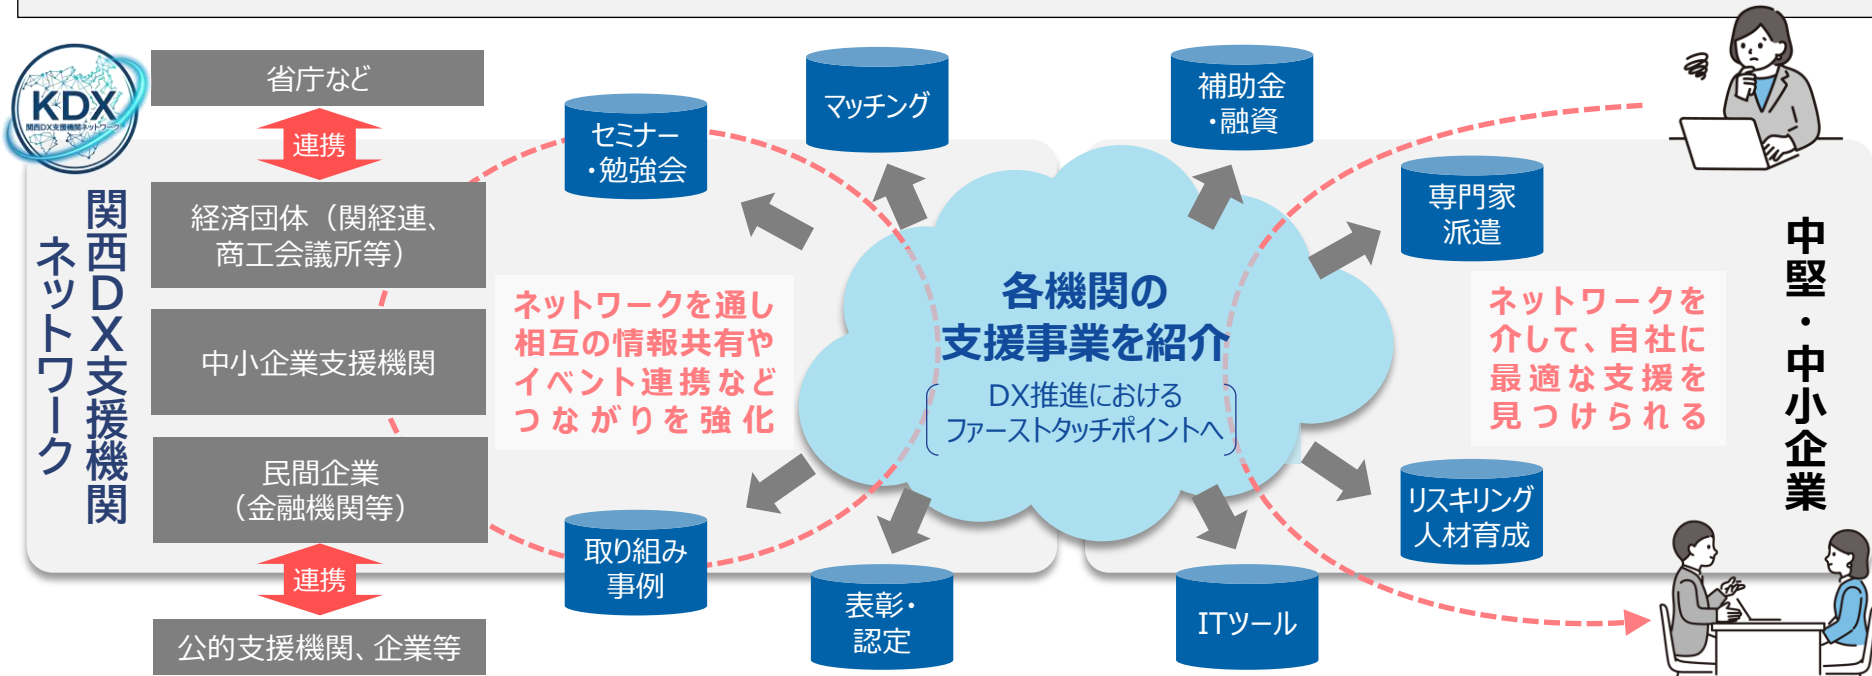 KDX
関西DX支援機関ネットワーク
関西DX支援機関
ネットワーク
省庁など
連携
経済団体（関経連、
商工会議所等）
中小企業支援機関
民間企業
（金融機関等）
連携
公的支援機関、企業等
セミナー
・勉強会
マッチング
ネットワークを通し
相互の情報共有や
イベント連携など
つながりを強化
取り組み
事例
表彰・
認定
各機関の
支援事業を紹介
DX推進における
ファーストタッチポイントへ
補助金
・融資
専門家
派遣
ネットワークを
介して、自社に
最適な支援を
見つけられる
リスキリング
人材育成
ITツール
中堅・中小企業